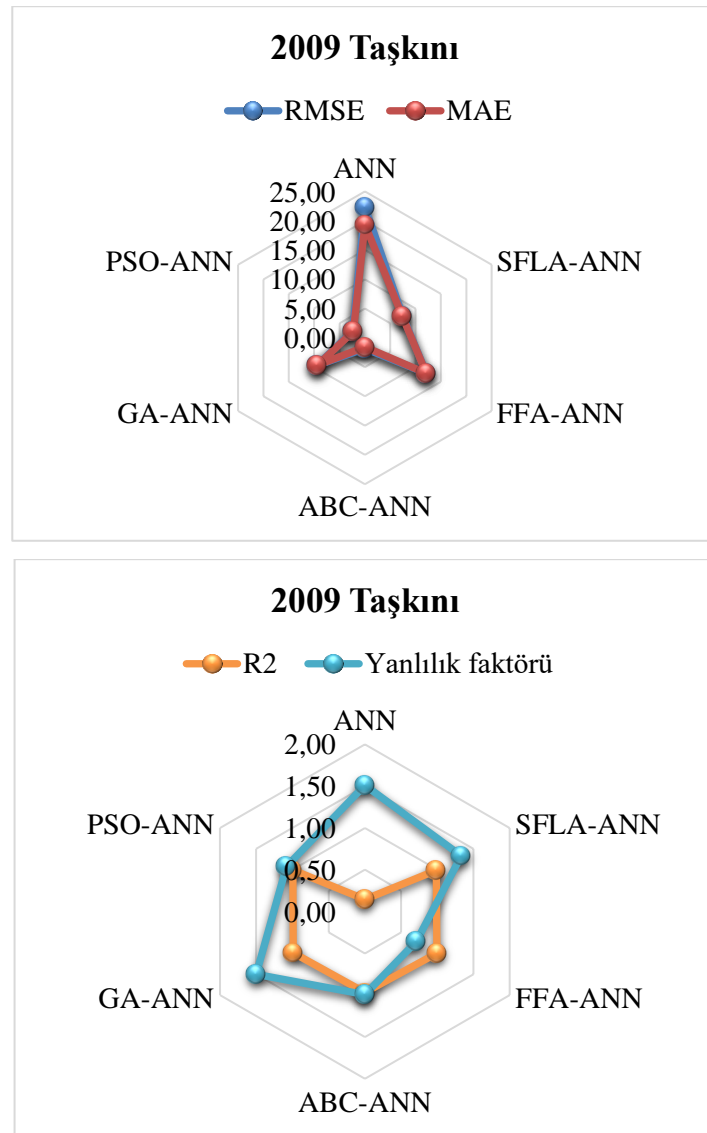 2009 Taşkını
RMSE MAE
ANN
25,00
20,00
15,00
10,00
5,00
0,00
PSO-ANN
SFLA-ANN
GA-ANN
FFA-ANN
ABC-ANN
2009 Taşkını
R2 Yanlılık faktörü
ANN
2,00
1,50
1,00
0,50
0,00
PSO-ANN
SFLA-ANN
GA-ANN
FFA-ANN
ABC-ANN